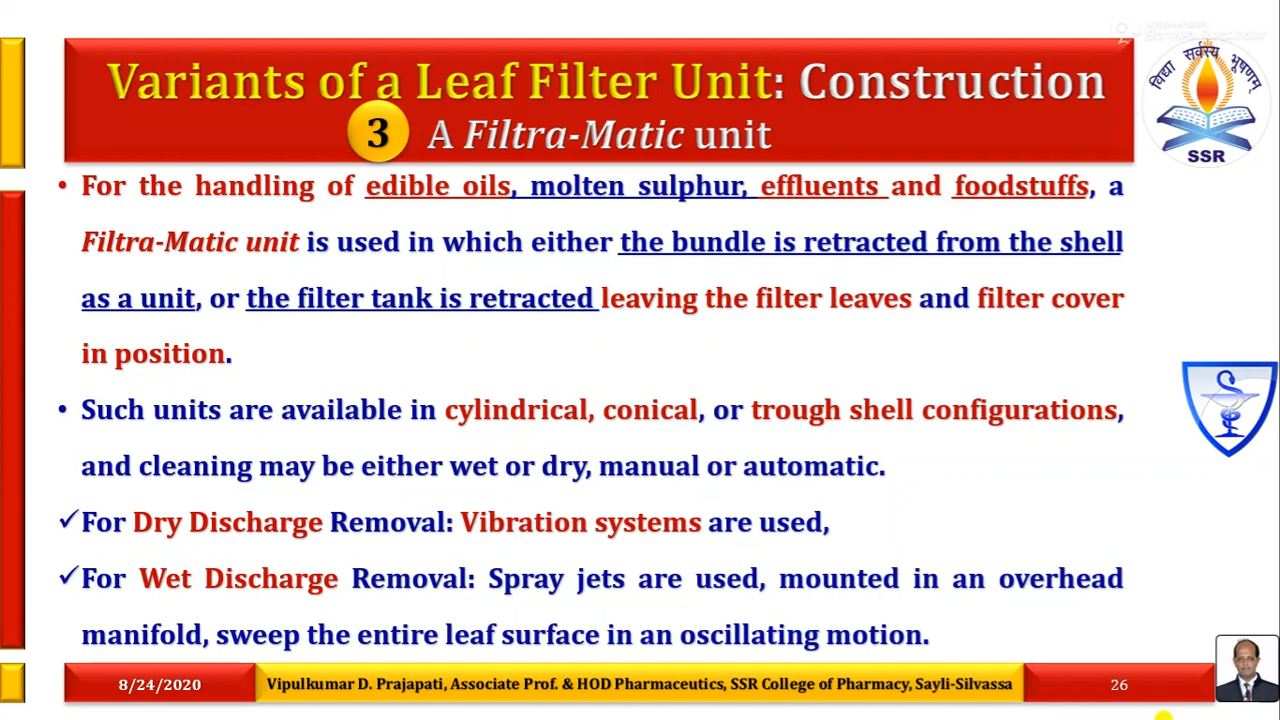 Variants of a Leaf Filter Unit: Construction
3 A Filtra-Matic unit
विद्या सर्वस्य भूषणम्
SSR
• For the handling of edible oils, molten sulphur, effluents and foodstuffs, a
Filtra-Matic unit is used in which either the bundle is retracted from the shell
as a unit, or the filter tank is retracted leaving the filter leaves and filter cover
in position.
• Such units are available in cylindrical, conical, or trough shell configurations,
and cleaning may be either wet or dry, manual or automatic.
✓For Dry Discharge Removal: Vibration systems are used,
✓For Wet Discharge Removal: Spray jets are used, mounted in an overhead
manifold, sweep the entire leaf surface in an oscillating motion.
8/24/2020 Vipulkumar D. Prajapati, Associate Prof. & HOD Pharmaceutics, SSR College of Pharmacy, Sayli-Silvassa 26